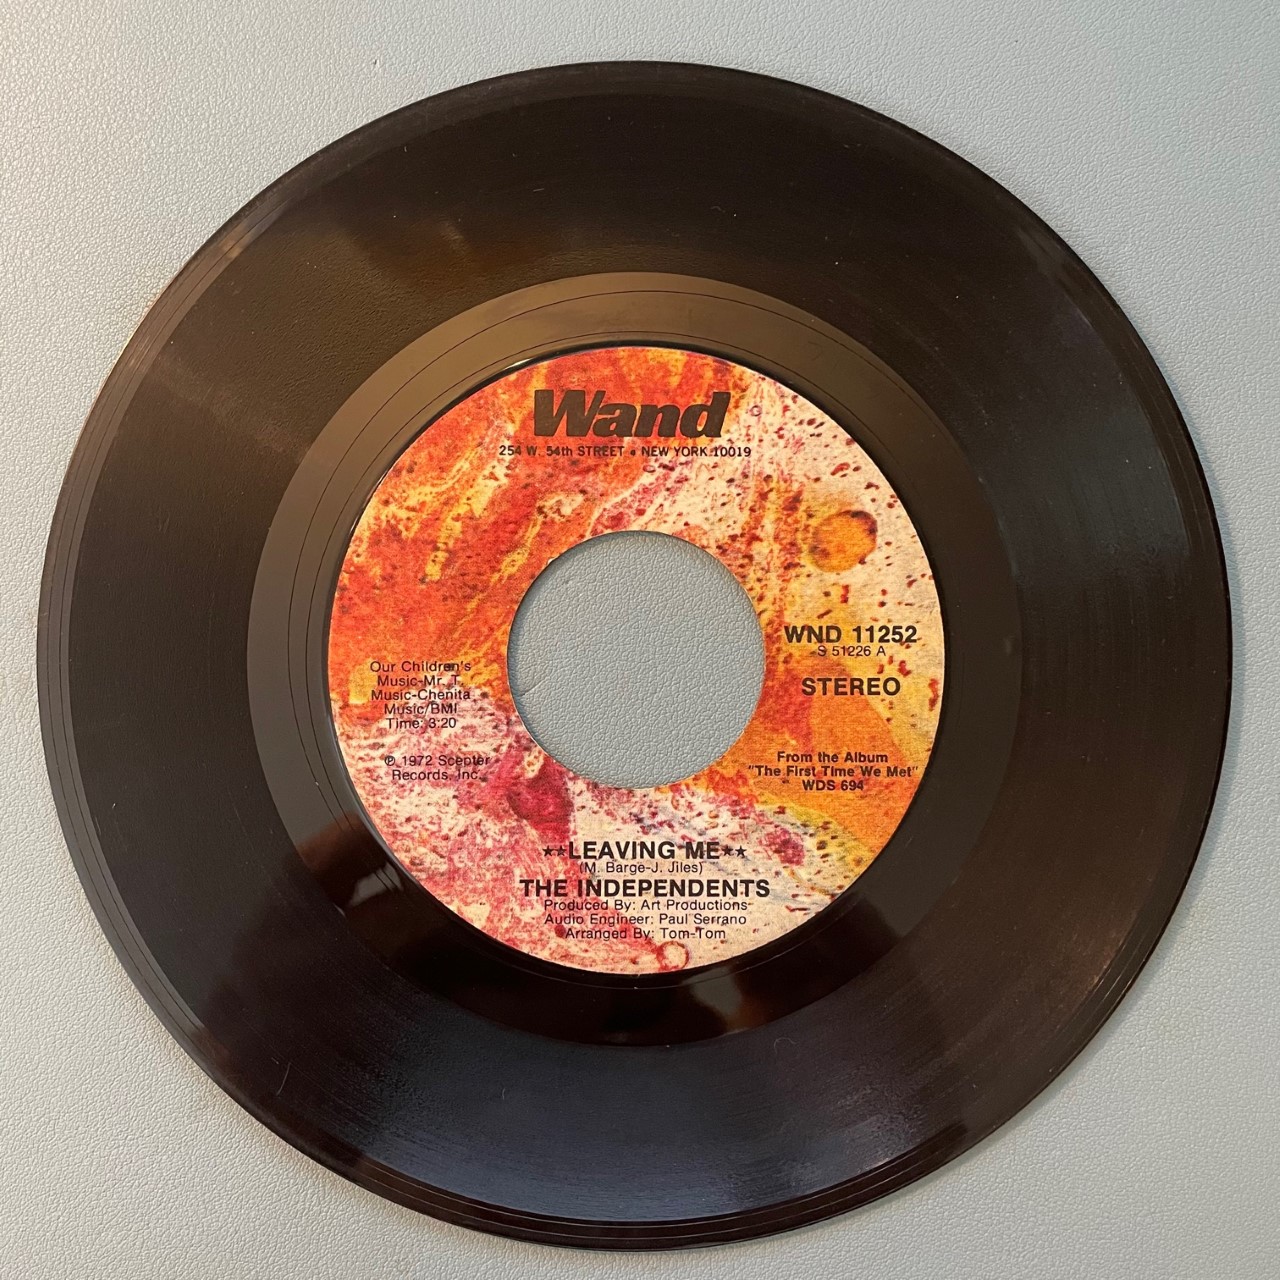 Wand
254 W. 54th STREET • NEW YORK 10019
WND 11252
S 51226 A
STEREO
Our Children's
Music-Mr. T.
Music-Chenita
Music/BMI
Time: 3:20
℗ 1972 Scepter
Records, Inc.
From the Album
"The First Time We Met"
WDS 694
★★LEAVING ME★★
(M. Barge-J. Jiles)
THE INDEPENDENTS
Produced By: Art Productions
Audio Engineer: Paul Serrano
Arranged By: Tom-Tom